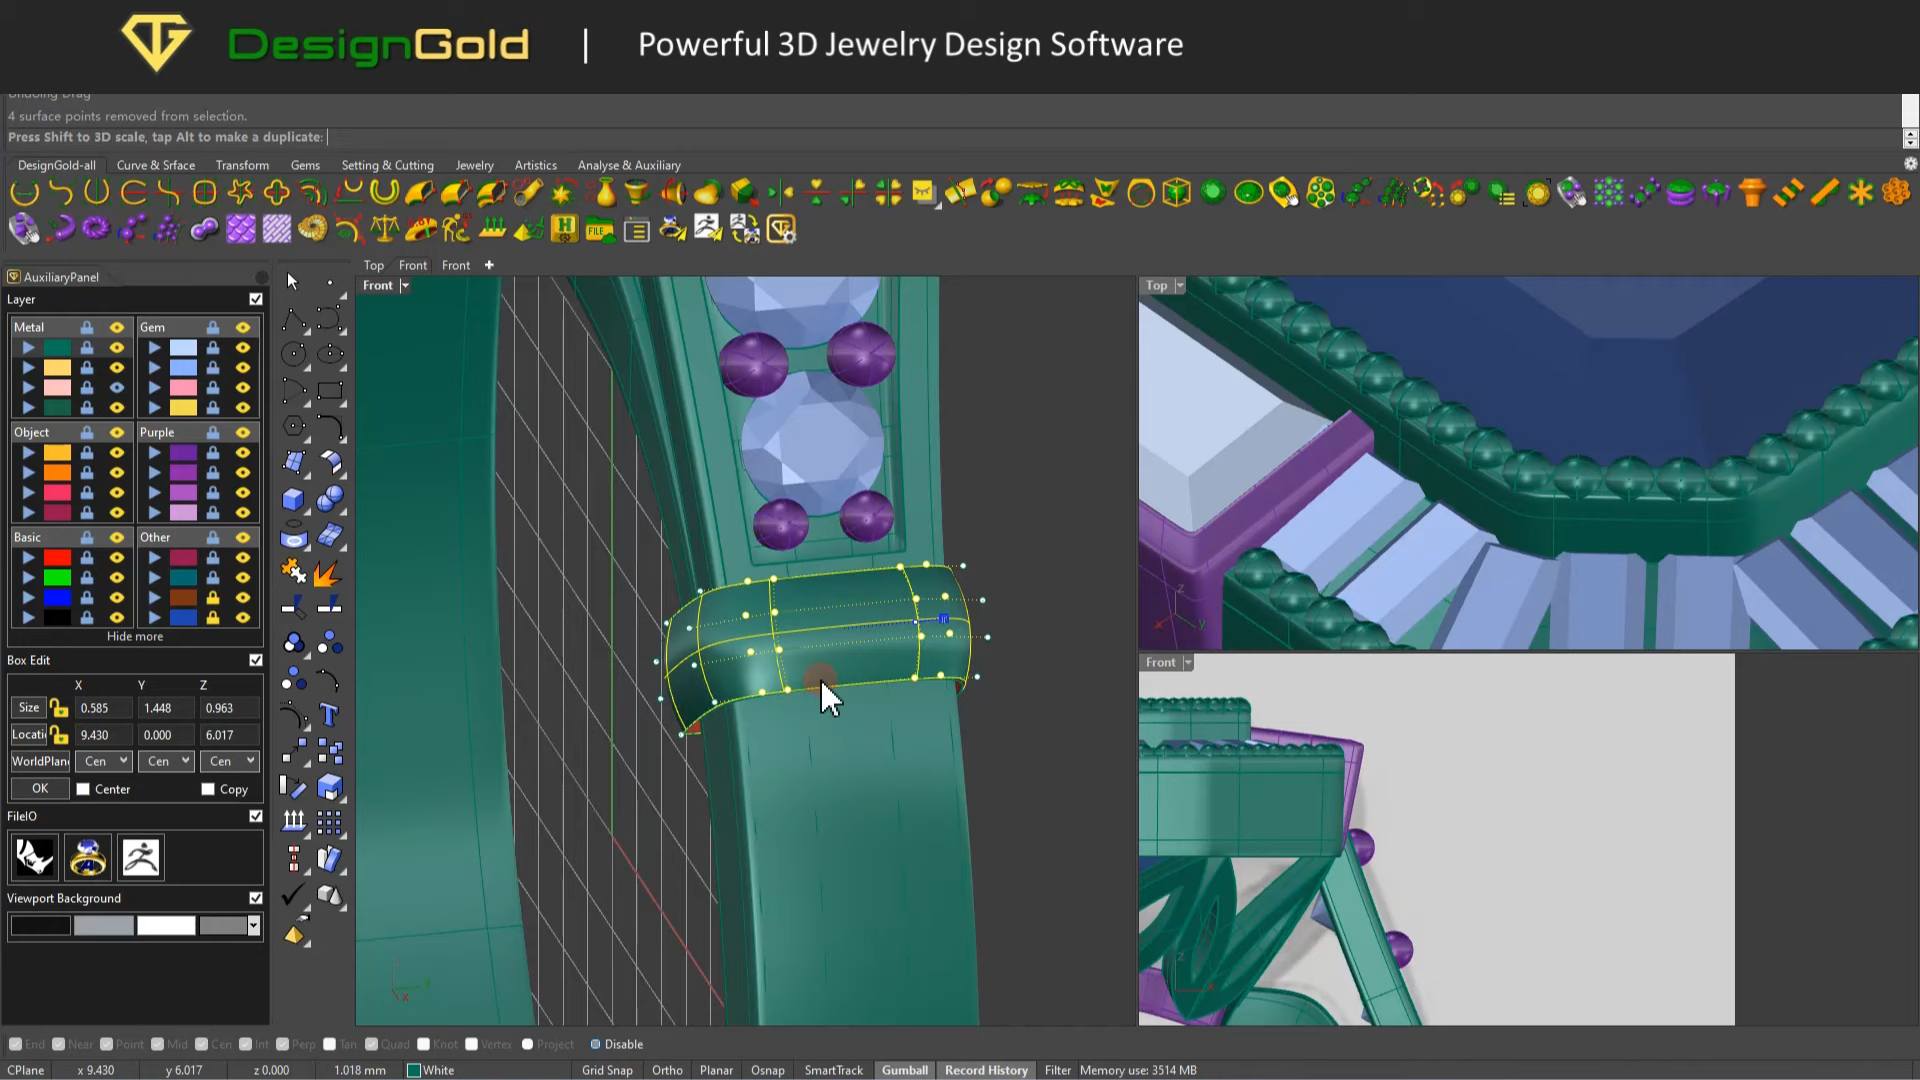 DesignGold | Powerful 3D Jewelry Design Software
Undoing Drag
4 surface points removed from selection.
Press Shift to 3D scale, tap Alt to make a duplicate:
DesignGold-all Curve & Srface Transform Gems Setting & Cutting Jewelry Artistics Analyse & Auxiliary
H
FILE
Top Front Front
AuxiliaryPanel
Layer
Metal Gem
Object Purple
Basic Other
Hide more
Box Edit
X Y Z
Size 0.585 1.448 0.963
Locati 9.430 0.000 6.017
WorldPlan Cen Cen Cen
OK Center Copy
FileIO
Viewport Background
Front
Top
Front
z
x y
z
x
x
End Near Point Mid Cen Int Perp Tan Quad Knot Vertex Project Disable
CPlane x 9.430 y 6.017 z 0.000 1.018 mm White Grid Snap Ortho Planar Osnap SmartTrack Gumball Record History Filter Memory use: 3514 MB